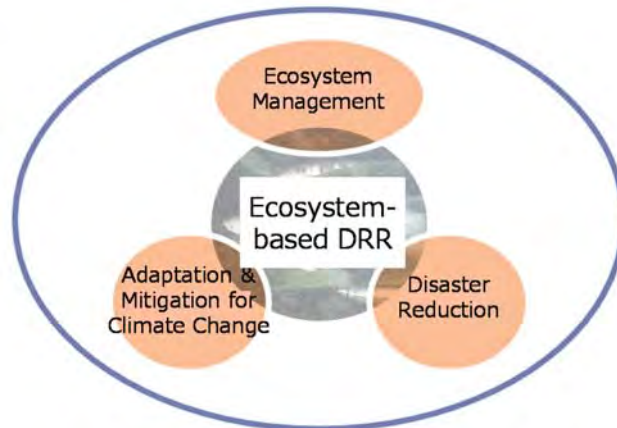 Ecosystem
Management
Ecosystem-
based DRR
Adaptation &
Mitigation for
Climate Change
Disaster
Reduction